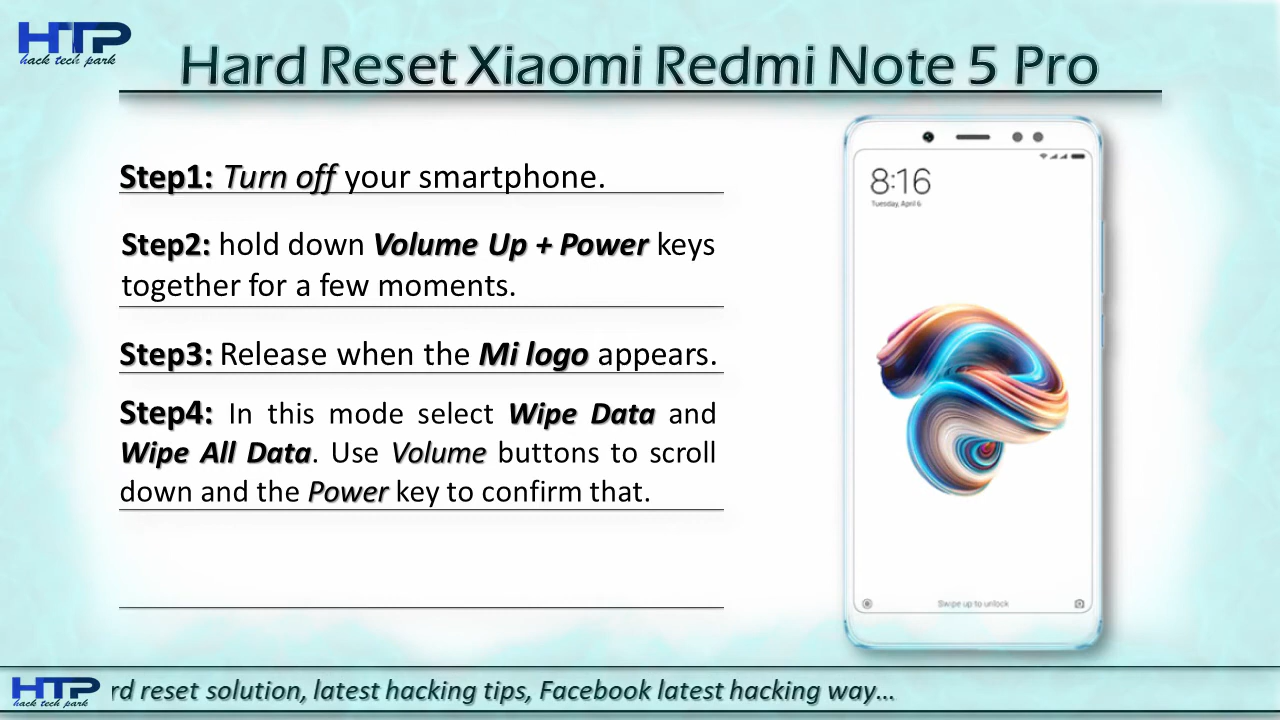 HTP
hack tech park
Hard Reset Xiaomi Redmi Note 5 Pro
Step1: Turn off your smartphone.
Step2: hold down Volume Up + Power keys
together for a few moments.
Step3: Release when the Mi logo appears.
Step4: In this mode select Wipe Data and
Wipe All Data. Use Volume buttons to scroll
down and the Power key to confirm that.
8:16
Tuesday, April 6
Swipe up to unlock
HTP
hack tech park
rd reset solution, latest hacking tips, Facebook latest hacking way...